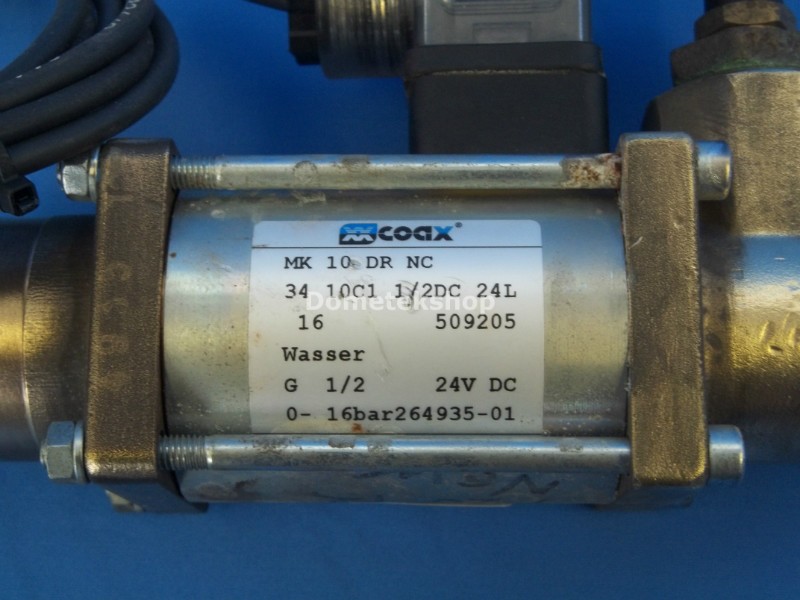 coax®
MK 10 DR NC
34 10C1 1/2DC 24L
Dometekshop
16 509205
Wasser
G 1/2 24V DC
0- 16bar264935-01